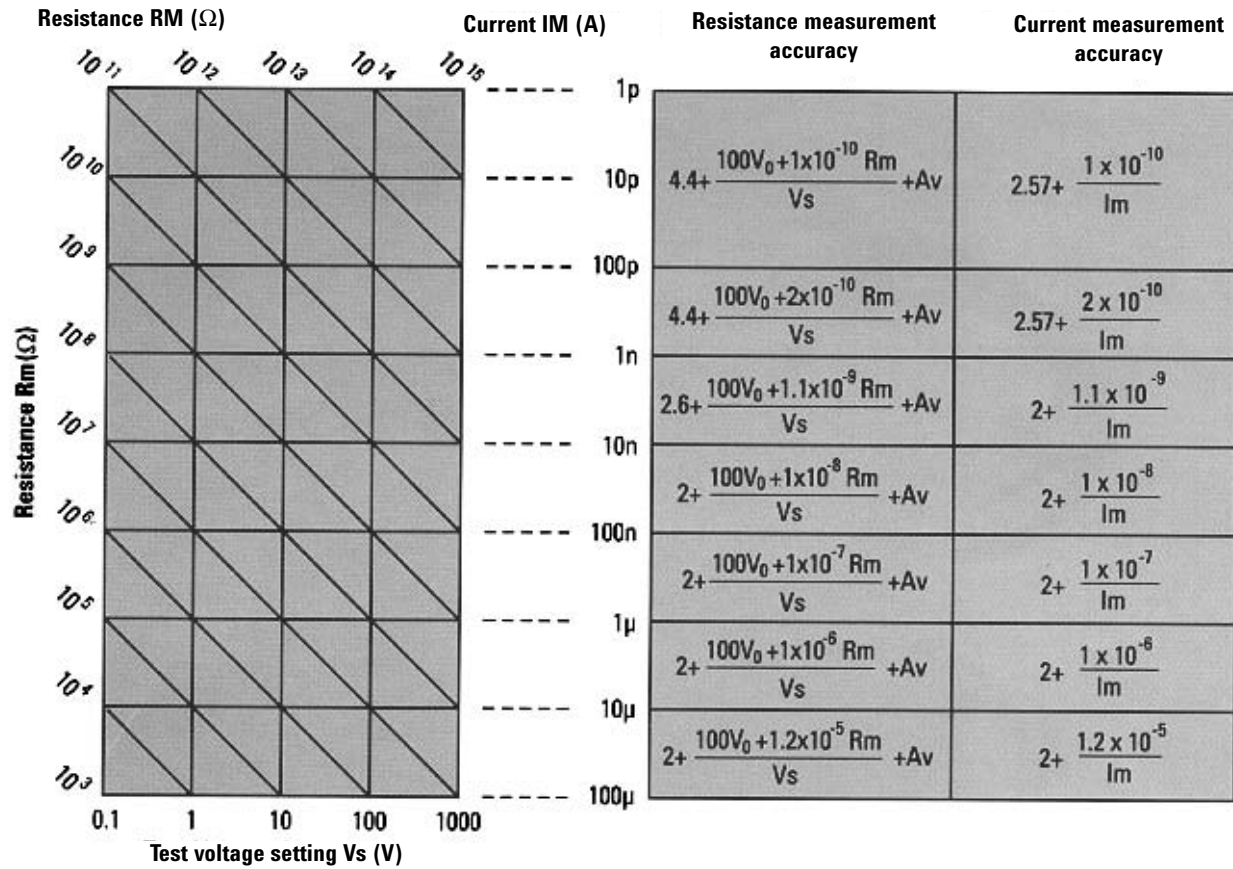 Resistance RM (Ω)
Current IM (A)
Resistance measurement
accuracy
Current measurement
accuracy
10¹¹ 10¹² 10¹³ 10¹⁴ 10¹⁵
10¹⁰
10⁹
10⁸
10⁷
10⁶
10⁵
10⁴
10³
Resistance Rm(Ω)
0.1 1 10 100 1000
Test voltage setting Vs (V)
1p
10p
100p
1n
10n
100n
1µ
10µ
100µ
4.4+ (100V₀+1x10⁻¹⁰ Rm)/Vs +Av
2.57+ (1 x 10⁻¹⁰)/Im
4.4+ (100V₀+2x10⁻¹⁰ Rm)/Vs +Av
2.57+ (2 x 10⁻¹⁰)/Im
2.6+ (100V₀+1.1x10⁻⁹ Rm)/Vs +Av
2+ (1.1 x 10⁻⁹)/Im
2+ (100V₀+1x10⁻⁸ Rm)/Vs +Av
2+ (1 x 10⁻⁸)/Im
2+ (100V₀+1x10⁻⁷ Rm)/Vs +Av
2+ (1 x 10⁻⁷)/Im
2+ (100V₀+1x10⁻⁶ Rm)/Vs +Av
2+ (1 x 10⁻⁶)/Im
2+ (100V₀+1.2x10⁻⁵ Rm)/Vs +Av
2+ (1.2 x 10⁻⁵)/Im